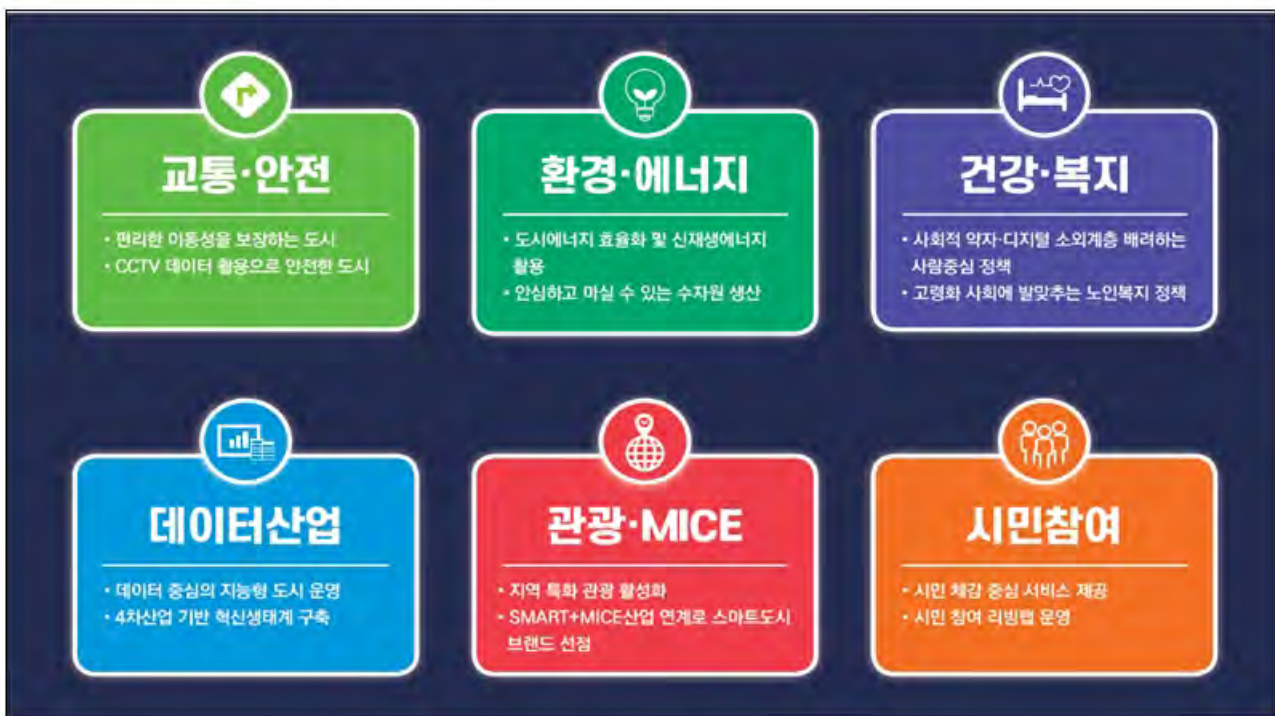 교통·안전
• 편리한 이동성을 보장하는 도시
• CCTV 데이터 활용으로 안전한 도시
환경·에너지
• 도시에너지 효율화 및 신재생에너지
활용
• 안심하고 마실 수 있는 수자원 생산
건강·복지
• 사회적 약자·디지털 소외계층 배려하는
사람중심 정책
• 고령화 사회에 발맞추는 노인복지 정책
데이터산업
• 데이터 중심의 지능형 도시 운영
• 4차산업 기반 혁신생태계 구축
관광·MICE
• 지역 특화 관광 활성화
• SMART+MICE산업 연계로 스마트도시
브랜드 선점
시민참여
• 시민 체감 중심 서비스 제공
• 시민 참여 리빙랩 운영